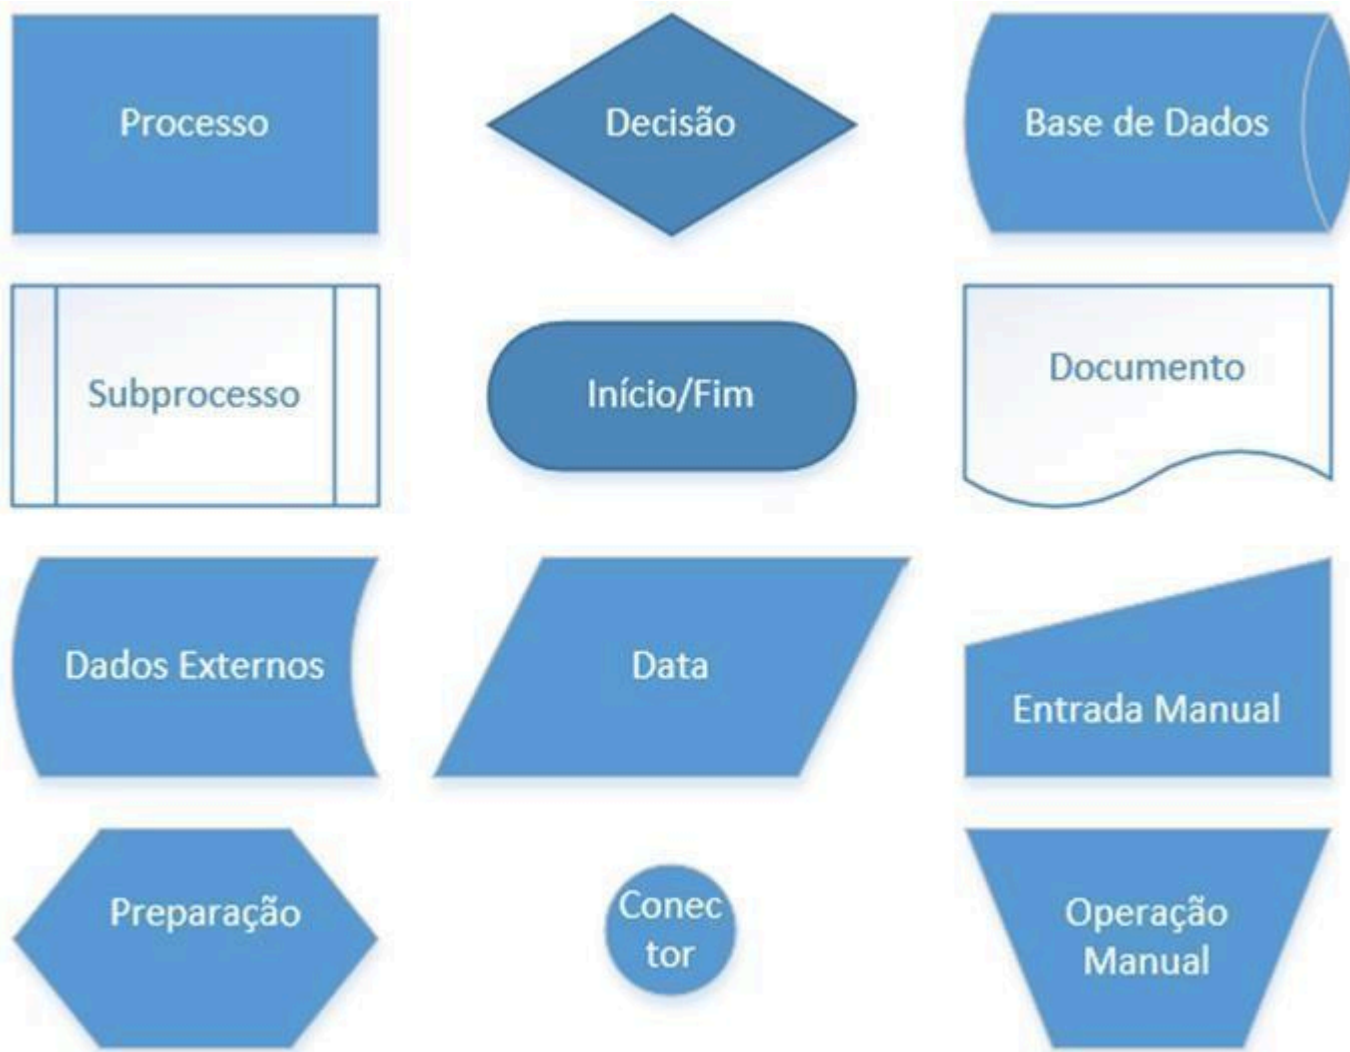 Processo
Decisão
Base de Dados
Subprocesso
Início/Fim
Documento
Dados Externos
Data
Entrada Manual
Preparação
Conec
tor
Operação
Manual